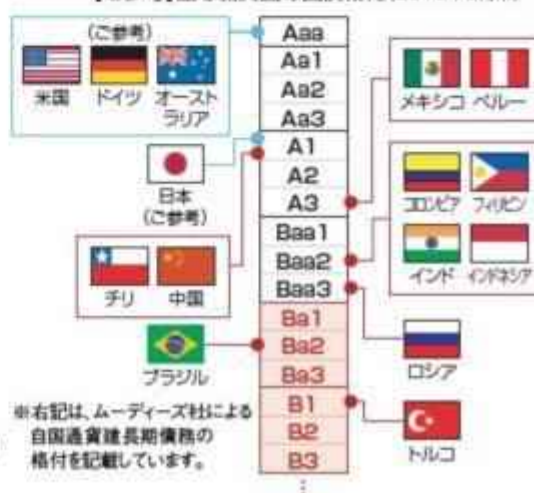 (ご参考)
米国 ドイツ オースト
ラリア
日本
(ご参考)
チリ 中国
ブラジル
※右記は、ムーディーズ社による
自国通貨建長期債務の
格付を記載しています。
Aaa
Aa1
Aa2
Aa3
A1
A2
A3
Baa1
Baa2
Baa3
Ba1
Ba2
Ba3
B1
B2
B3
⋮
メキシコ ペルー
コロンビア フィリピン
インド インドネシア
ロシア
トルコ